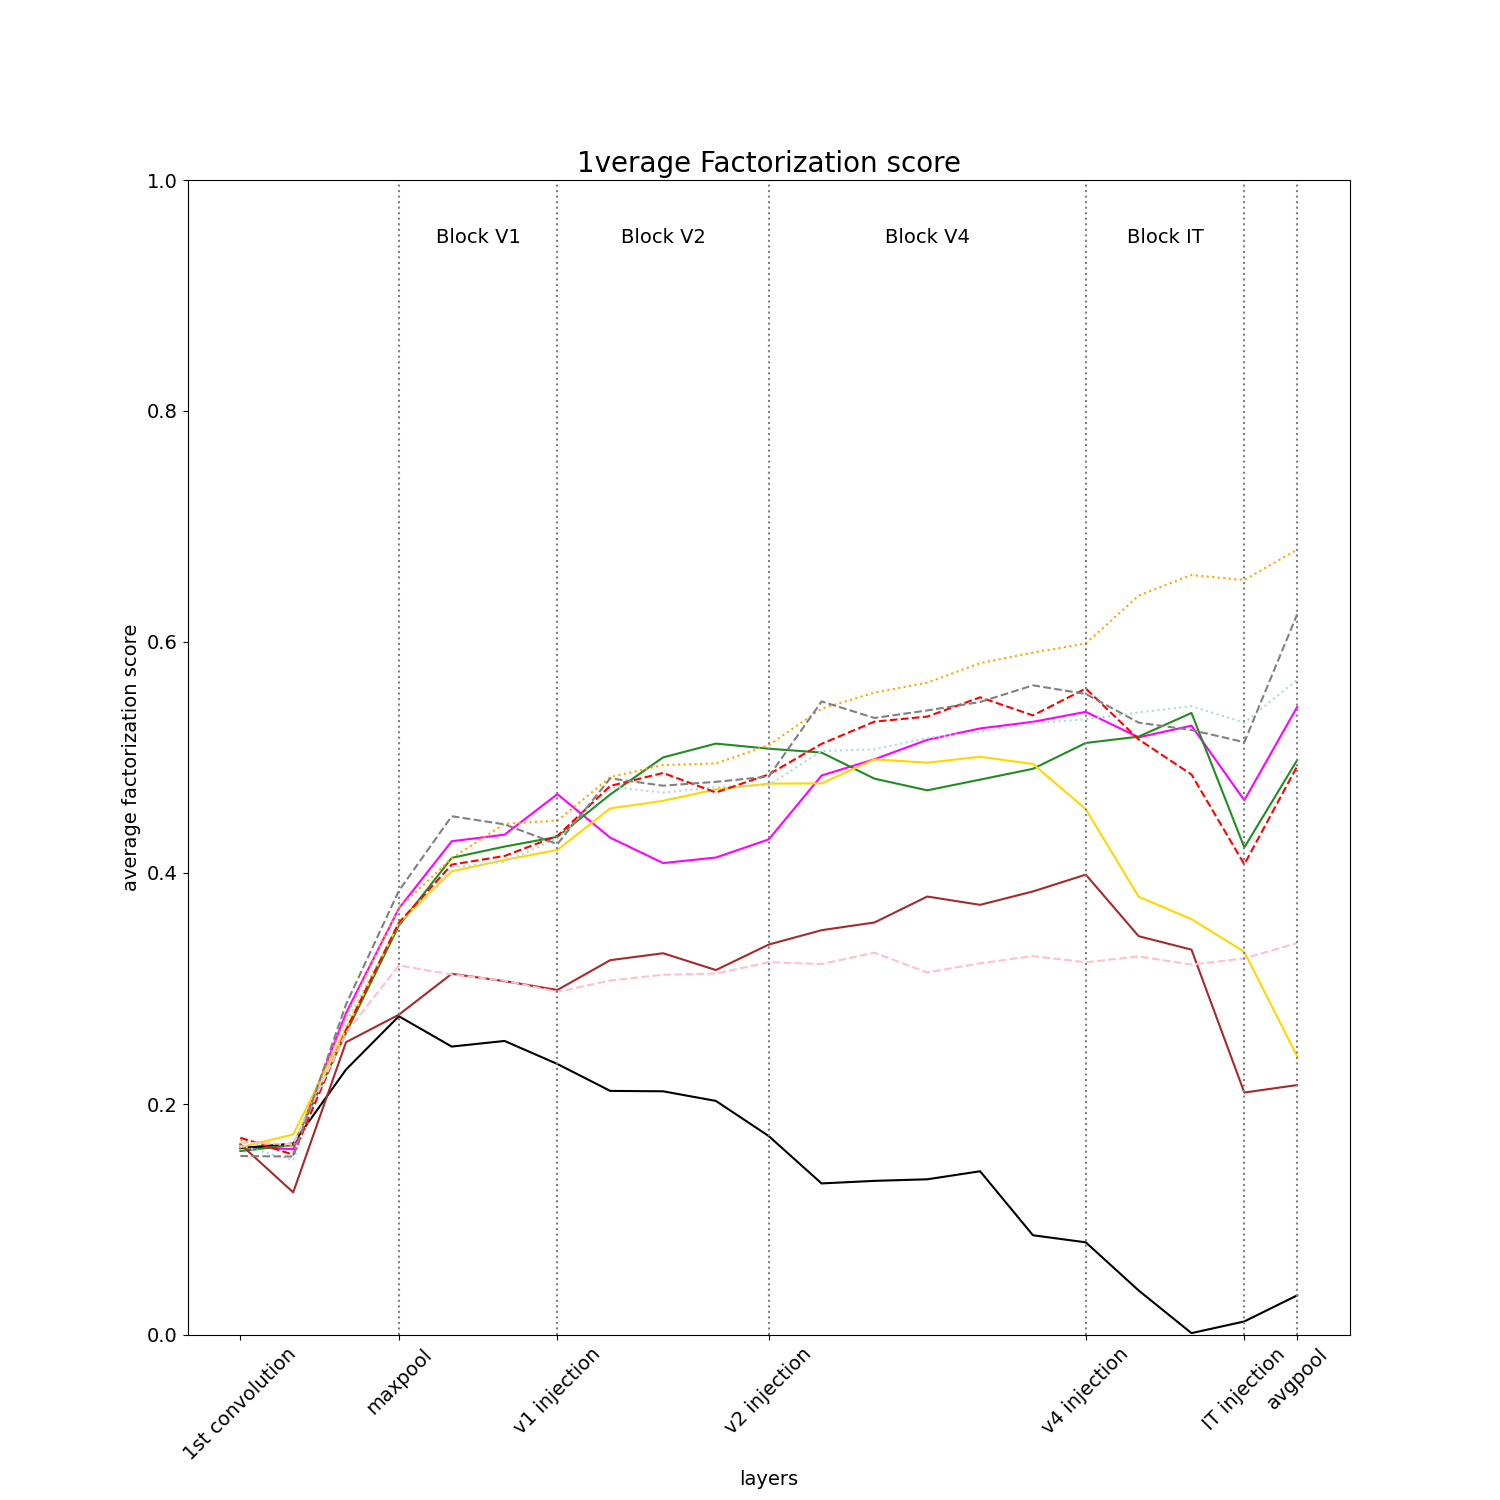 1verage Factorization score
1.0
0.8
0.6
0.4
0.2
0.0
average factorization score
Block V1
Block V2
Block V4
Block IT
1st convolution
maxpool
v1 injection
v2 injection
v4 injection
IT injection
avgpool
layers